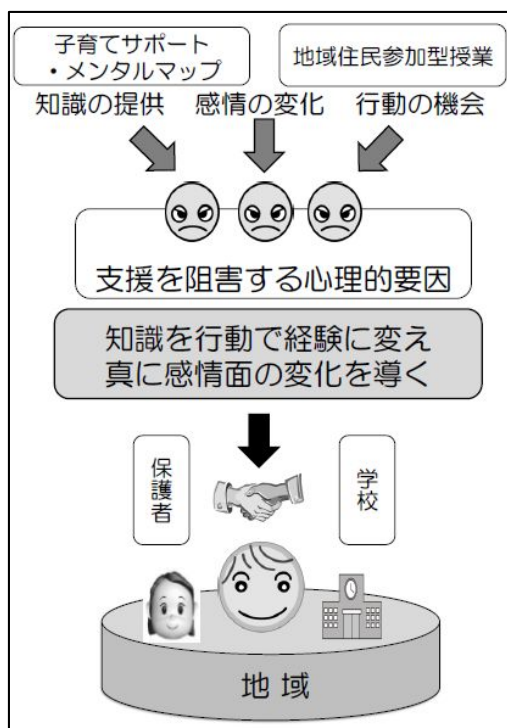 子育てサポート
・メンタルマップ
地域住民参加型授業
知識の提供 感情の変化 行動の機会
支援を阻害する心理的要因
知識を行動で経験に変え
真に感情面の変化を導く
保護者
学校
地域